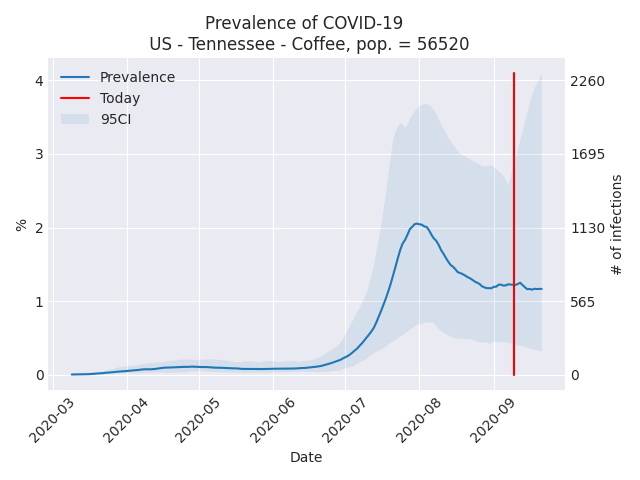 Prevalence of COVID-19
US - Tennessee - Coffee, pop. = 56520
Prevalence
Today
95CI
4
3
2
1
0
%
2260
1695
1130
565
0
# of infections
2020-03
2020-04
2020-05
2020-06
2020-07
2020-08
2020-09
Date